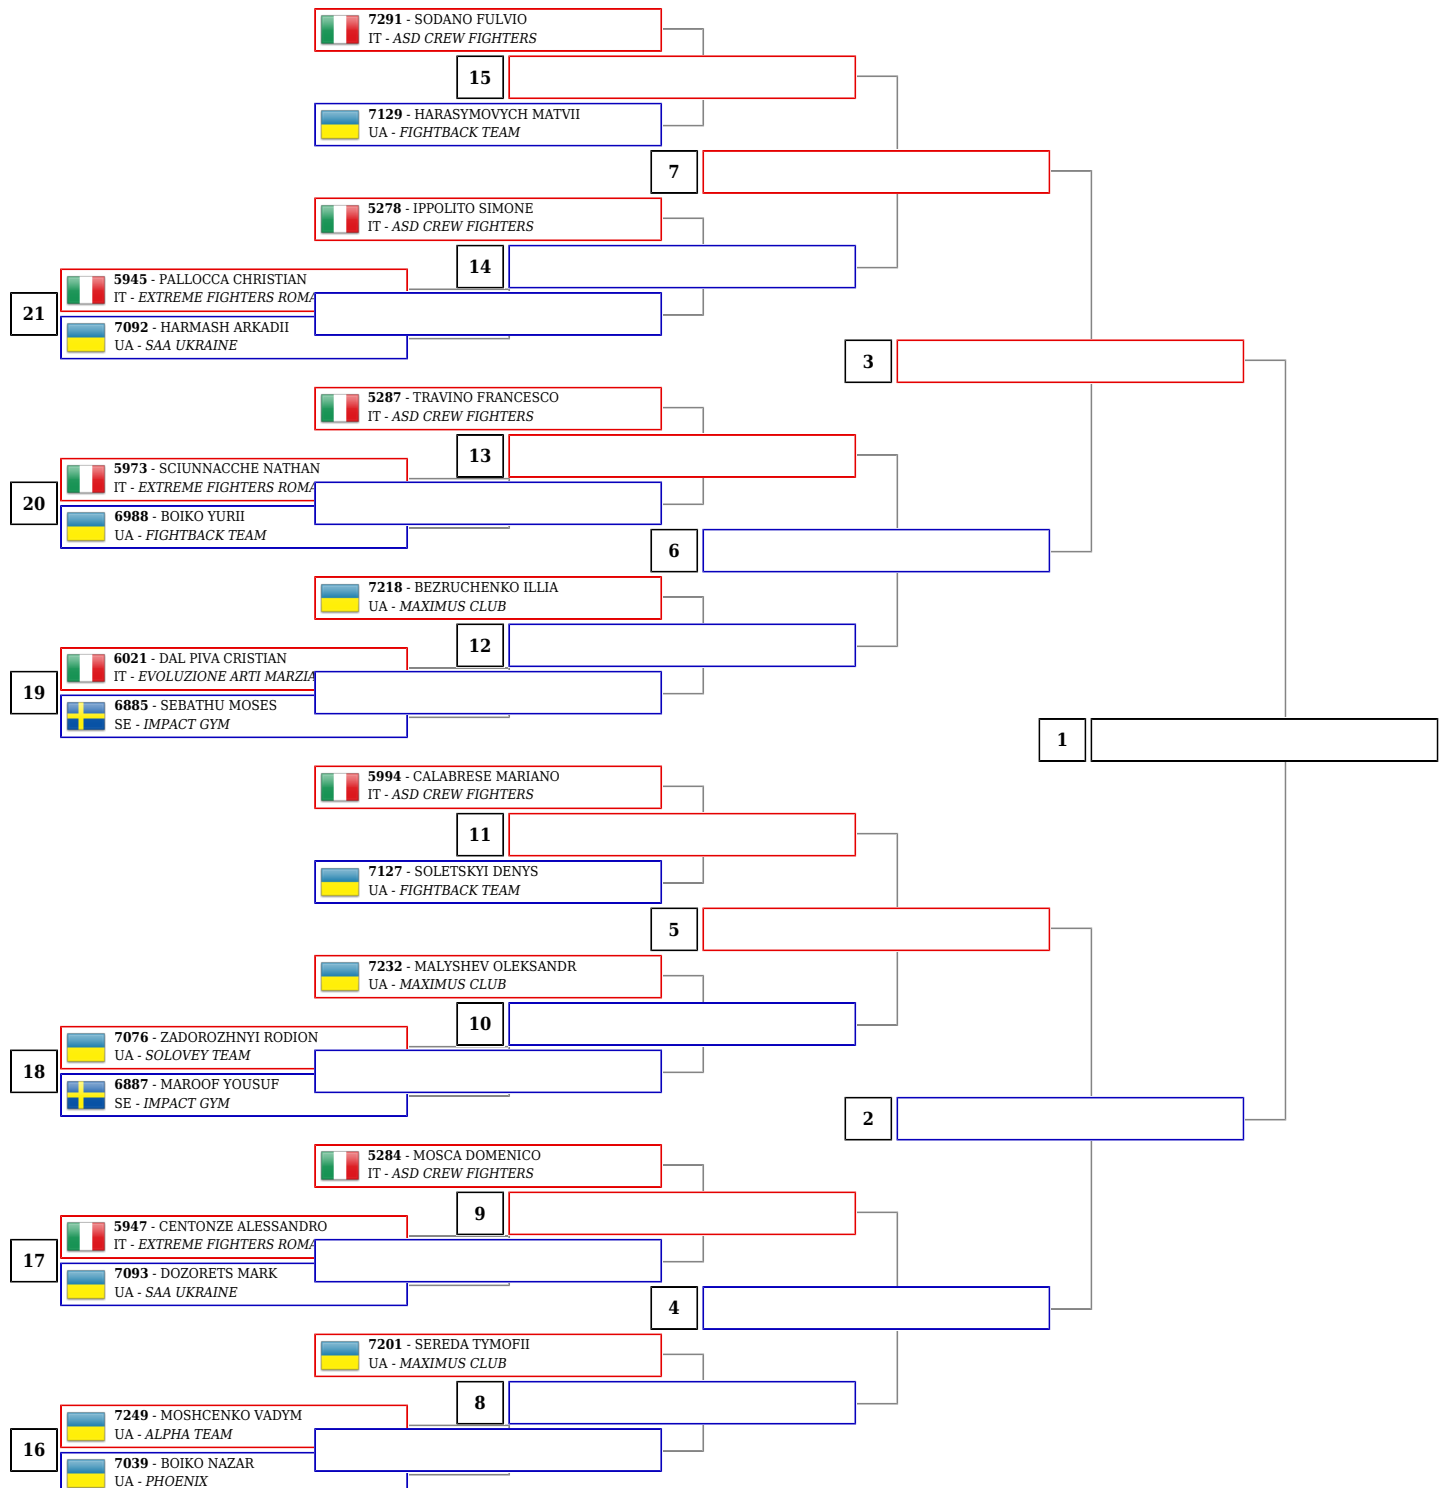 7291 - SODANO FULVIO
IT - ASD CREW FIGHTERS
15
7129 - HARASYMOVYCH MATVII
UA - FIGHTBACK TEAM
7
5278 - IPPOLITO SIMONE
IT - ASD CREW FIGHTERS
14
5945 - PALLOCCA CHRISTIAN
IT - EXTREME FIGHTERS ROMA
21
7092 - HARMASH ARKADII
UA - SAA UKRAINE
3
5287 - TRAVINO FRANCESCO
IT - ASD CREW FIGHTERS
13
5973 - SCIUNNACCHE NATHAN
IT - EXTREME FIGHTERS ROMA
20
6988 - BOIKO YURII
UA - FIGHTBACK TEAM
6
7218 - BEZRUCHENKO ILLIA
UA - MAXIMUS CLUB
12
6021 - DAL PIVA CRISTIAN
IT - EVOLUZIONE ARTI MARZIA
19
6885 - SEBATHU MOSES
SE - IMPACT GYM
1
5994 - CALABRESE MARIANO
IT - ASD CREW FIGHTERS
11
7127 - SOLETSKYI DENYS
UA - FIGHTBACK TEAM
5
7232 - MALYSHEV OLEKSANDR
UA - MAXIMUS CLUB
10
7076 - ZADOROZHNYI RODION
UA - SOLOVEY TEAM
18
6887 - MAROOF YOUSUF
SE - IMPACT GYM
2
5284 - MOSCA DOMENICO
IT - ASD CREW FIGHTERS
9
5947 - CENTONZE ALESSANDRO
IT - EXTREME FIGHTERS ROMA
17
7093 - DOZORETS MARK
UA - SAA UKRAINE
4
7201 - SEREDA TYMOFII
UA - MAXIMUS CLUB
8
7249 - MOSHCENKO VADYM
UA - ALPHA TEAM
16
7039 - BOIKO NAZAR
UA - PHOENIX